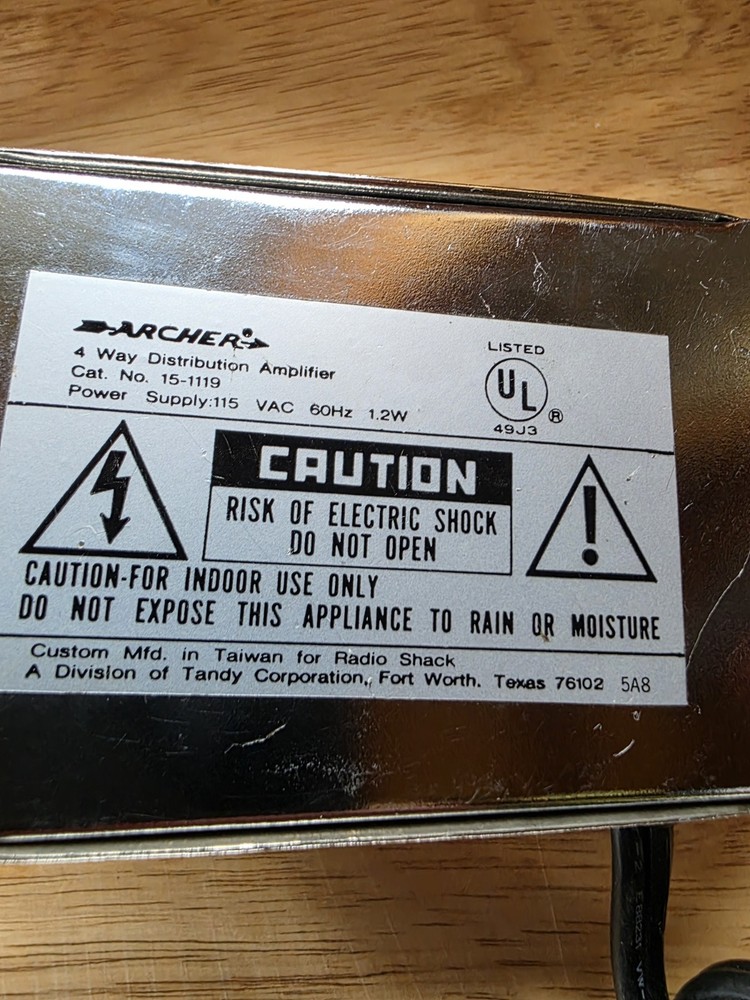 ARCHER®
4 Way Distribution Amplifier
Cat. No. 15-1119
Power Supply:115 VAC 60Hz 1.2W
LISTED
UL ®
49J3
CAUTION
RISK OF ELECTRIC SHOCK
DO NOT OPEN
CAUTION-FOR INDOOR USE ONLY
DO NOT EXPOSE THIS APPLIANCE TO RAIN OR MOISTURE
Custom Mfd. in Taiwan for Radio Shack
A Division of Tandy Corporation, Fort Worth. Texas 76102 5A8